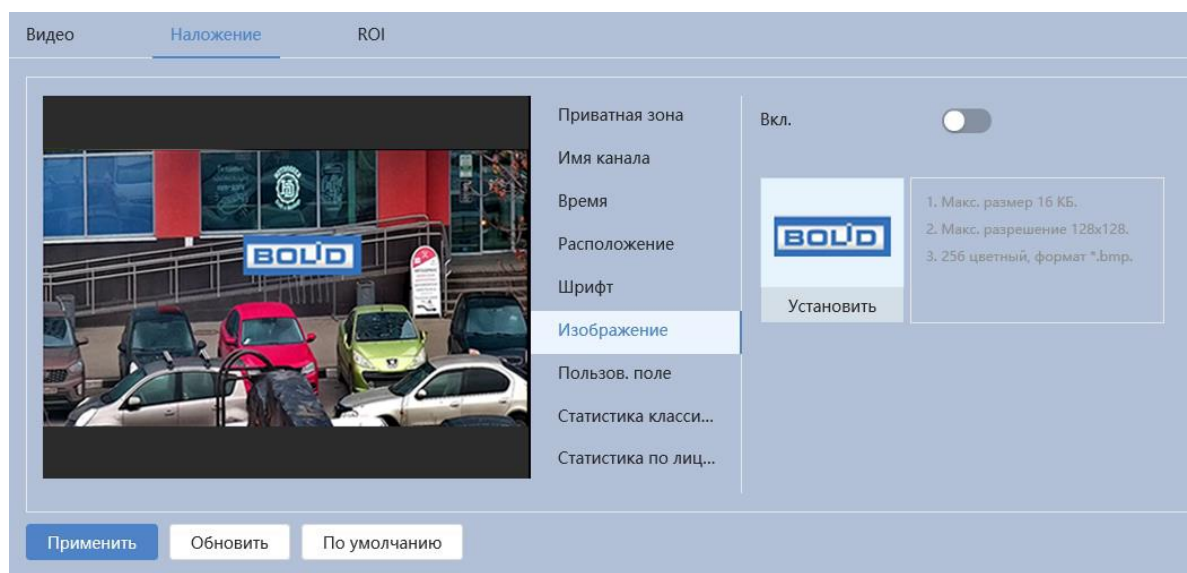 Видео
Наложение
ROI
Приватная зона
Имя канала
Время
Расположение
Шрифт
Изображение
Пользов. поле
Статистика класси...
Статистика по лиц...
BOLID
Вкл.
BOLID
Установить
1. Макс. размер 16 КБ.
2. Макс. разрешение 128x128.
3. 256 цветный, формат *.bmp.
Применить
Обновить
По умолчанию